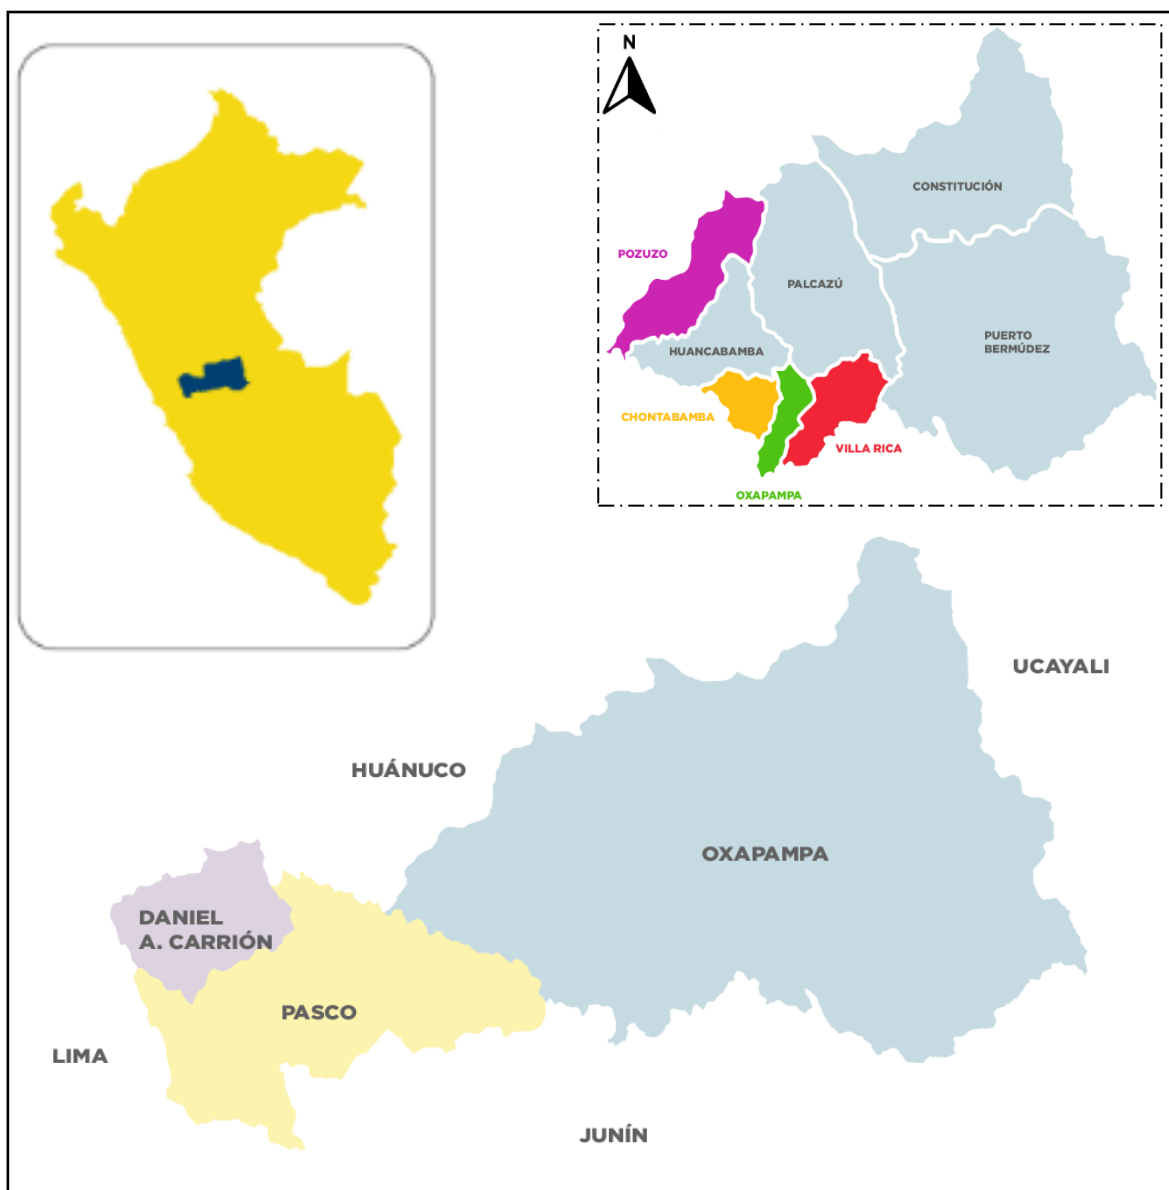 N
CONSTITUCIÓN
POZUZO
PALCAZÚ
PUERTO
BERMÚDEZ
HUANCABAMBA
CHONTABAMBA
VILLA RICA
OXAPAMPA
UCAYALI
HUÁNUCO
OXAPAMPA
DANIEL
A. CARRIÓN
PASCO
LIMA
JUNÍN